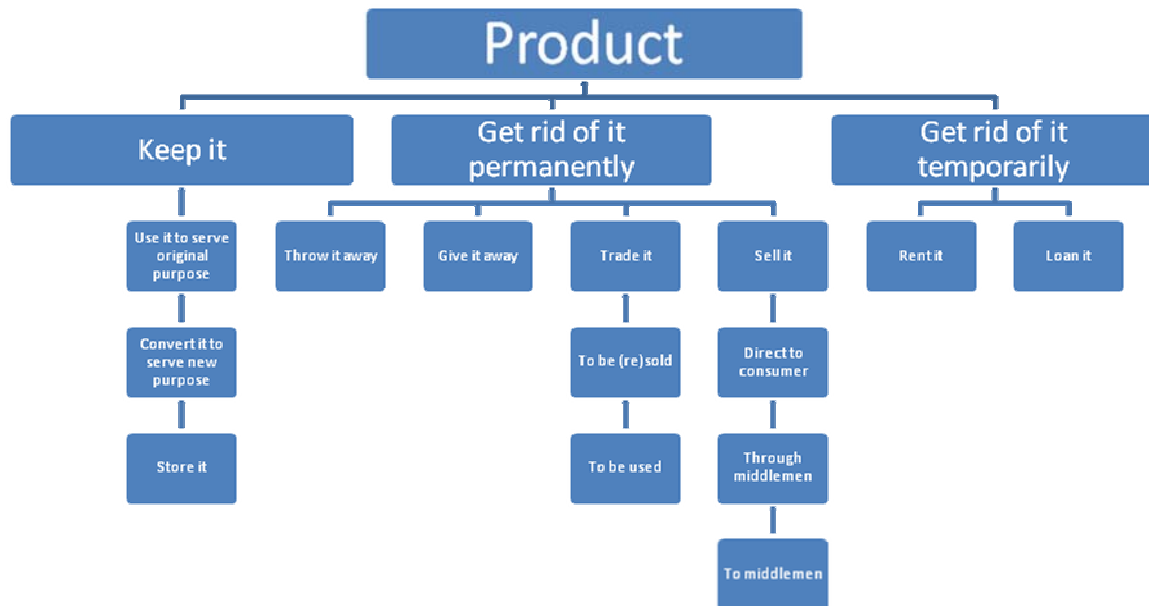 Product
Keep it
Get rid of it
permanently
Get rid of it
temporarily
Use it to serve
original
purpose
Throw it away
Give it away
Trade it
Sell it
Rent it
Loan it
Convert it to
serve new
purpose
To be (re)sold
Direct to
consumer
Store it
To be used
Through
middlemen
To middlemen